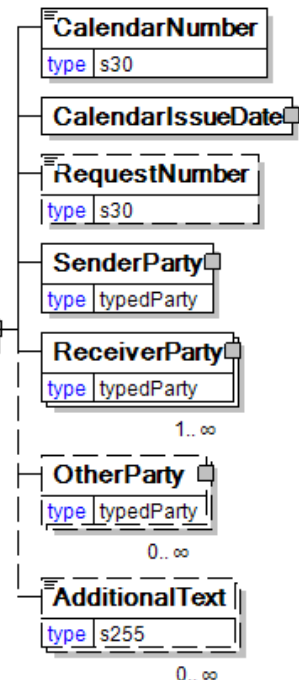 CalendarNumber
type s30
CalendarIssueDate
RequestNumber
type s30
SenderParty
type typedParty
ReceiverParty
type typedParty
1..∞
OtherParty
type typedParty
0..∞
AdditionalText
type s255
0..∞